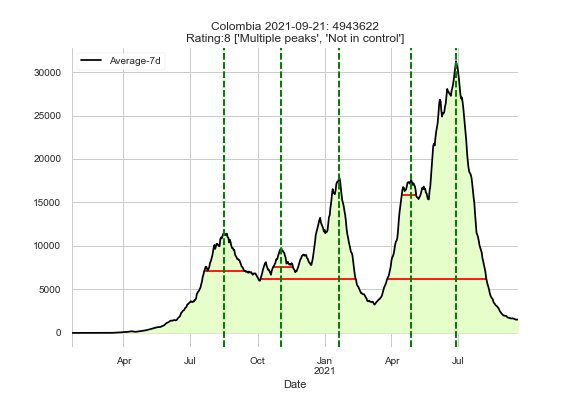 Colombia 2021-09-21: 4943622
Rating:8 ['Multiple peaks', 'Not in control']
Average-7d
30000
25000
20000
15000
10000
5000
0
Apr Jul Oct Jan Apr Jul
2021
Date